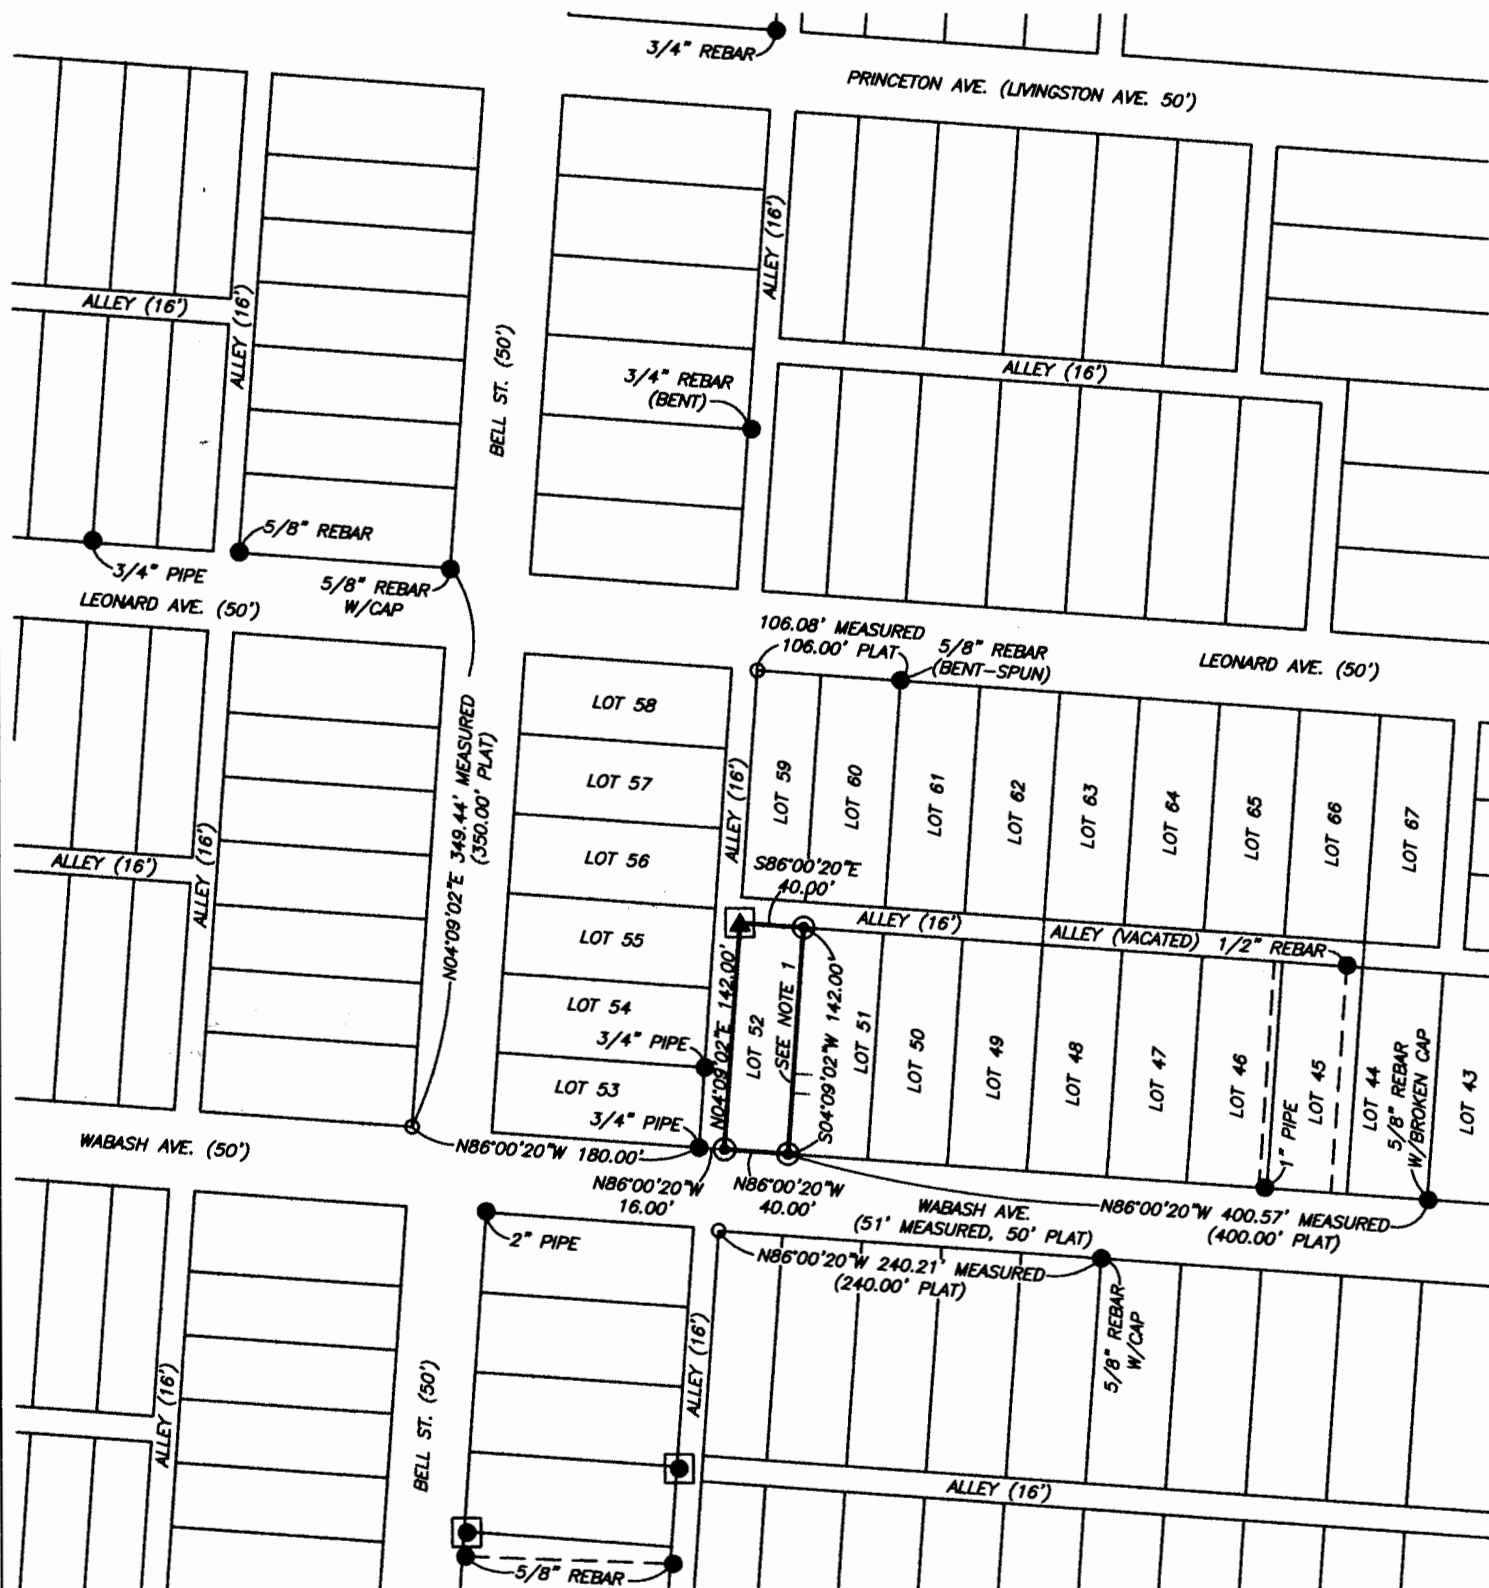 3/4" REBAR
PRINCETON AVE. (LIVINGSTON AVE. 50')
ALLEY (16')
ALLEY (16')
ALLEY (16')
BELL ST. (50')
3/4" REBAR
(BENT)
ALLEY (16')
5/8" REBAR
3/4" PIPE
5/8" REBAR
W/CAP
LEONARD AVE. (50')
106.08' MEASURED
106.00' PLAT
5/8" REBAR
(BENT-SPUN)
LEONARD AVE. (50')
N04°09'02"E 349.44' MEASURED
(350.00' PLAT)
LOT 58
LOT 57
LOT 56
LOT 55
LOT 54
LOT 53
ALLEY (16')
LOT 59
LOT 60
LOT 61
LOT 62
LOT 63
LOT 64
LOT 65
LOT 66
LOT 67
ALLEY (16')
ALLEY (16')
S86°00'20"E
40.00'
ALLEY (16')
ALLEY (VACATED)
1/2" REBAR
N04°09'02"E 142.00'
LOT 52
SEE NOTE 1
S04°09'02"W 142.00'
LOT 51
LOT 50
LOT 49
LOT 48
LOT 47
LOT 46
LOT 45
LOT 44
5/8" REBAR
W/BROKEN CAP
LOT 43
3/4" PIPE
3/4" PIPE
1" PIPE
WABASH AVE. (50')
N86°00'20"W 180.00'
N86°00'20"W
16.00'
N86°00'20"W
40.00'
WABASH AVE.
(51' MEASURED, 50' PLAT)
N86°00'20"W 400.57' MEASURED
(400.00' PLAT)
2" PIPE
N86°00'20"W 240.21' MEASURED
(240.00' PLAT)
5/8" REBAR
W/CAP
ALLEY (16')
ALLEY (16')
BELL ST. (50')
ALLEY (16')
5/8" REBAR